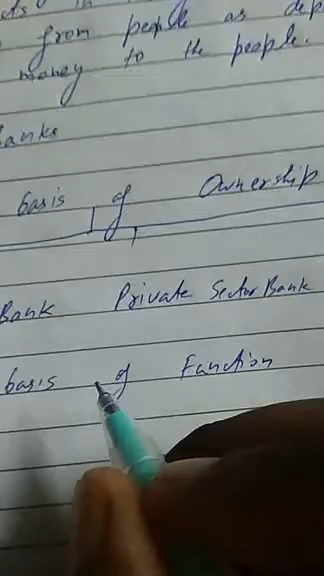 from people as dep
money to the people.
anks
basis of Ownership
Bank Private Sector Bank
basis of Function